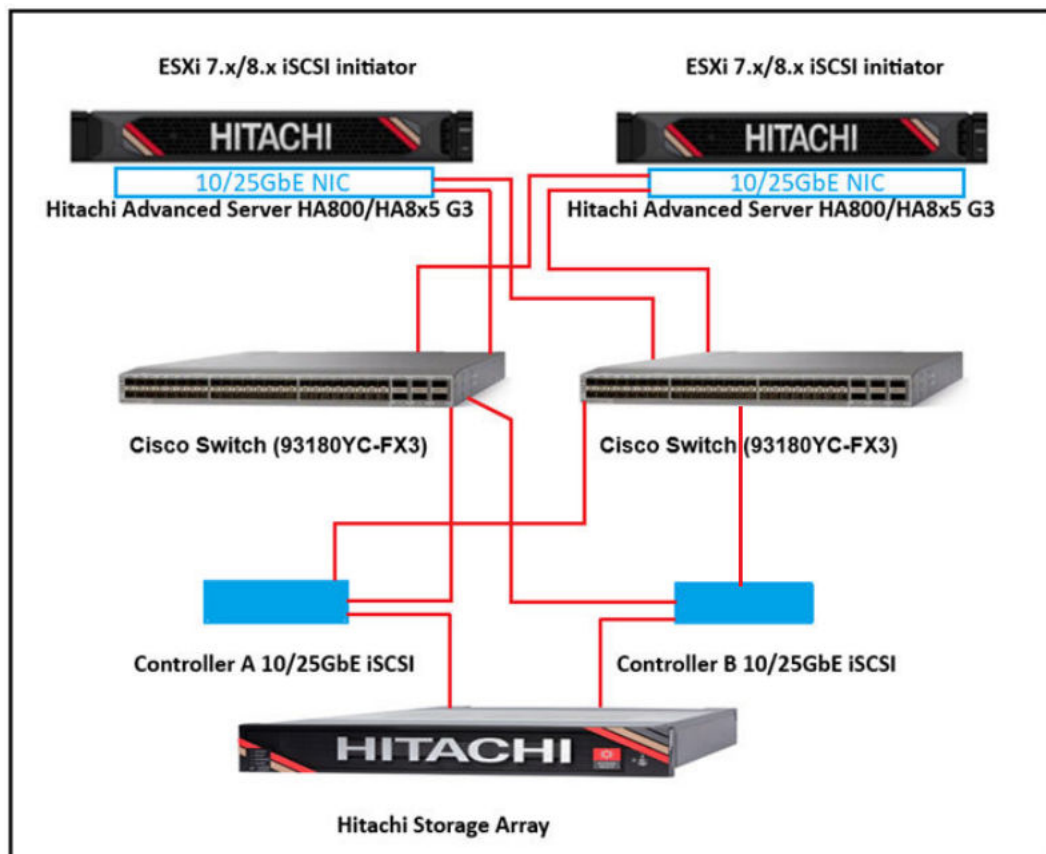 ESXi 7.x/8.x iSCSI initiator
ESXi 7.x/8.x iSCSI initiator
HITACHI
HITACHI
10/25GbE NIC
10/25GbE NIC
Hitachi Advanced Server HA800/HA8x5 G3
Hitachi Advanced Server HA800/HA8x5 G3
Cisco Switch (93180YC-FX3)
Cisco Switch (93180YC-FX3)
Controller A 10/25GbE iSCSI
Controller B 10/25GbE iSCSI
HITACHI
Hitachi Storage Array